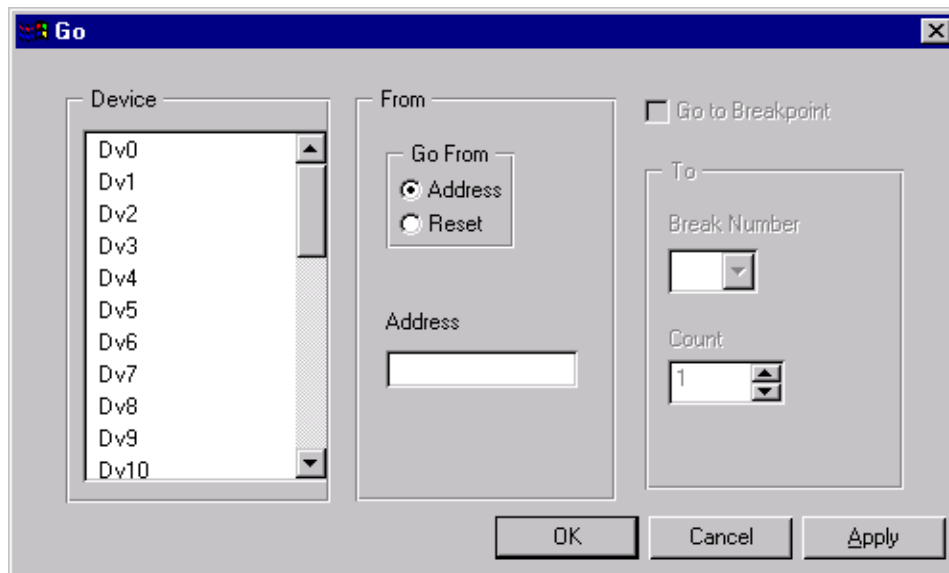 Go
Device
Dv0
Dv1
Dv2
Dv3
Dv4
Dv5
Dv6
Dv7
Dv8
Dv9
Dv10
From
Go From
Address
Reset
Address
Go to Breakpoint
To
Break Number
Count
1
OK
Cancel
Apply